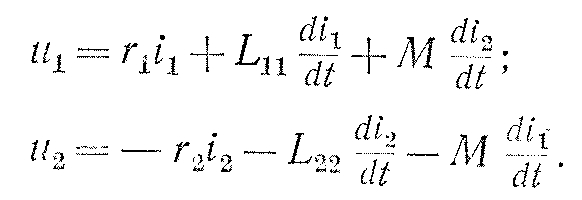 u₁ = r₁i₁ + L₁₁ di₁/dt + M di₂/dt;
u₂ = − r₂i₂ − L₂₂ di₂/dt − M di₁/dt.